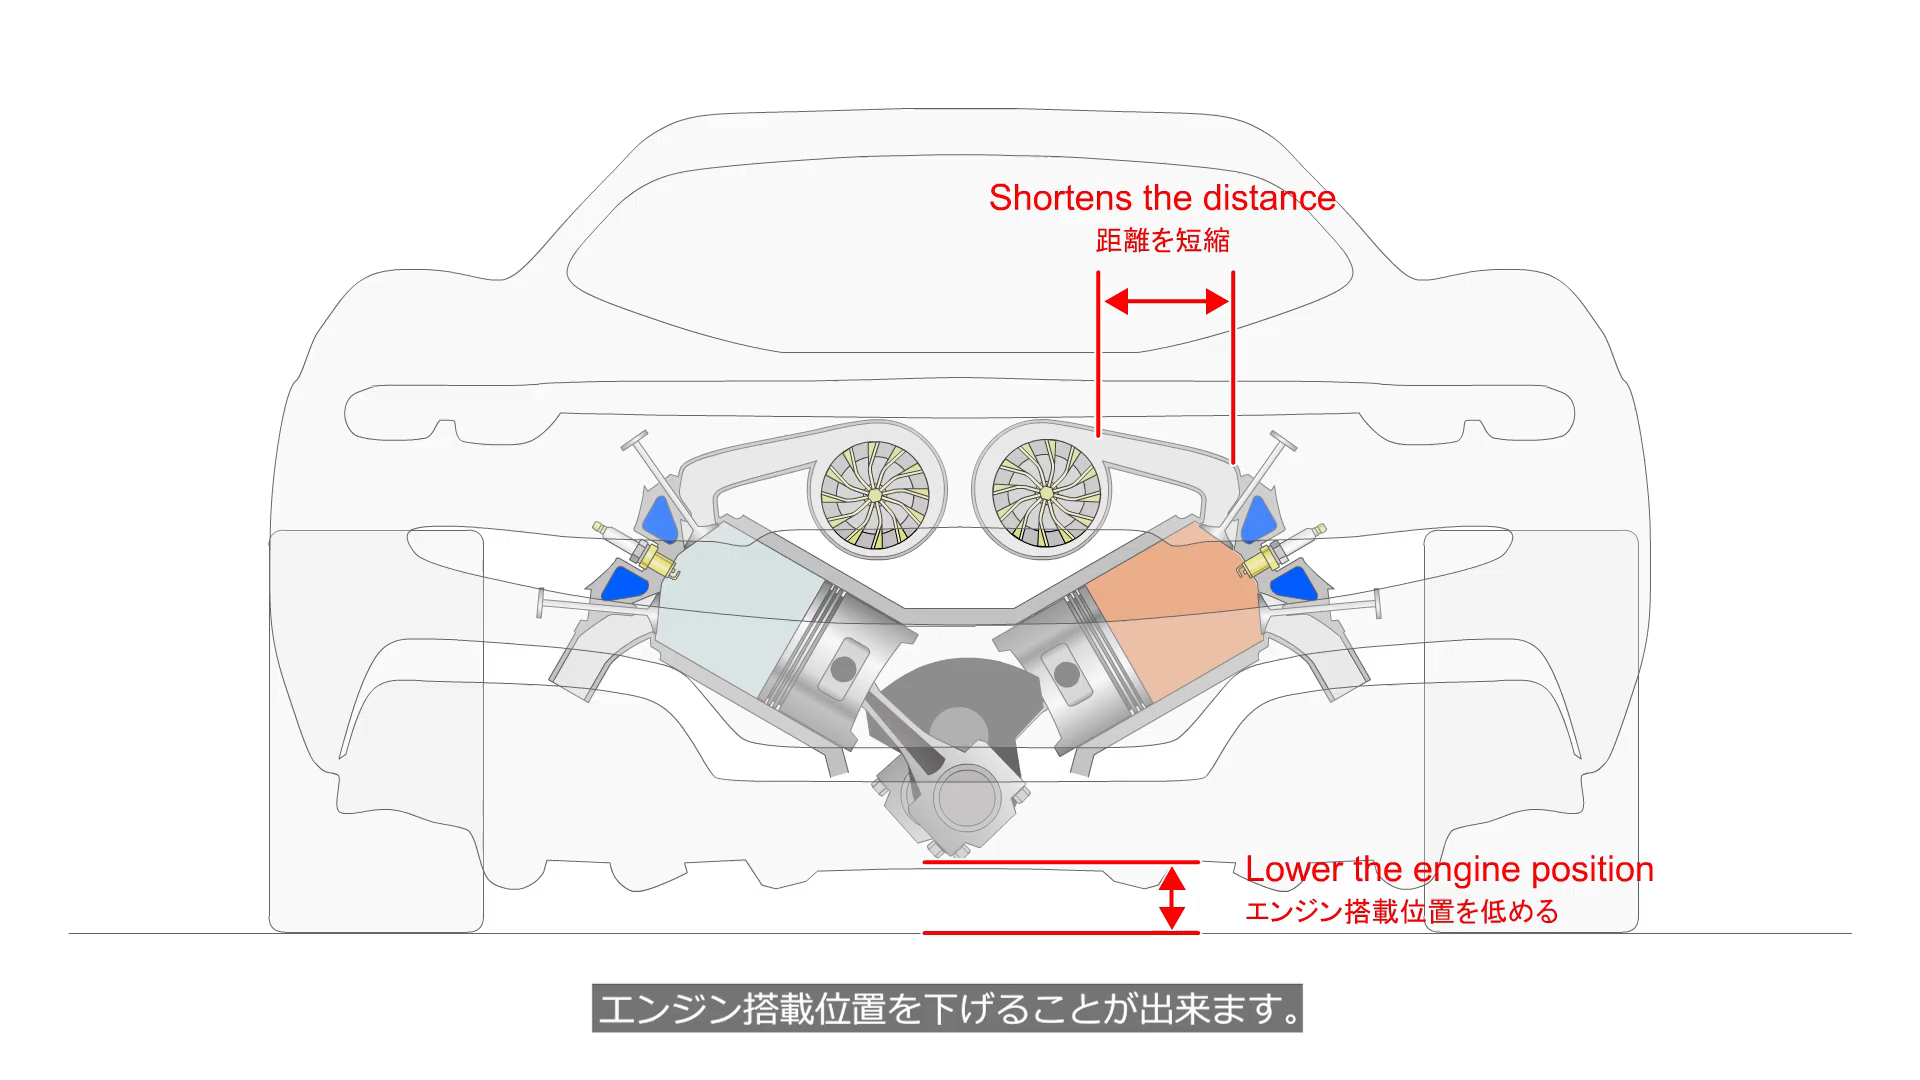 Shortens the distance
距離を短縮
Lower the engine position
エンジン搭載位置を低める
エンジン搭載位置を下げることが出来ます。